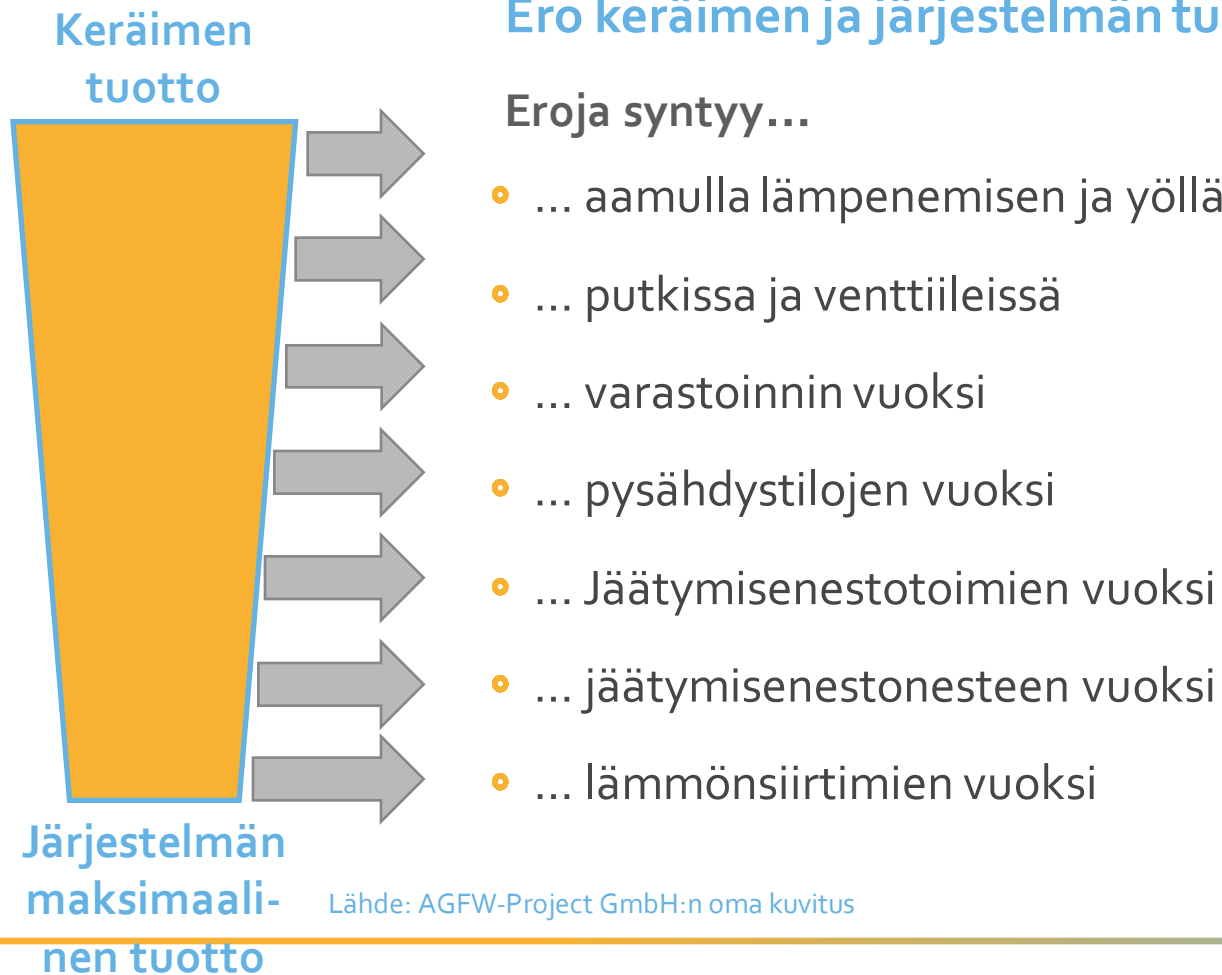 Keräimen
tuotto
Ero keräimen ja järjestelmän tu
Eroja syntyy...
... aamulla lämpenemisen ja yöllä
... putkissa ja venttiileissä
... varastoinnin vuoksi
... pysähdystilojen vuoksi
... Jäätymisenestotoimien vuoksi
... jäätymisenestonesteen vuoksi
... lämmönsiirtimien vuoksi
Järjestelmän
maksimaali-
nen tuotto
Lähde: AGFW-Project GmbH:n oma kuvitus